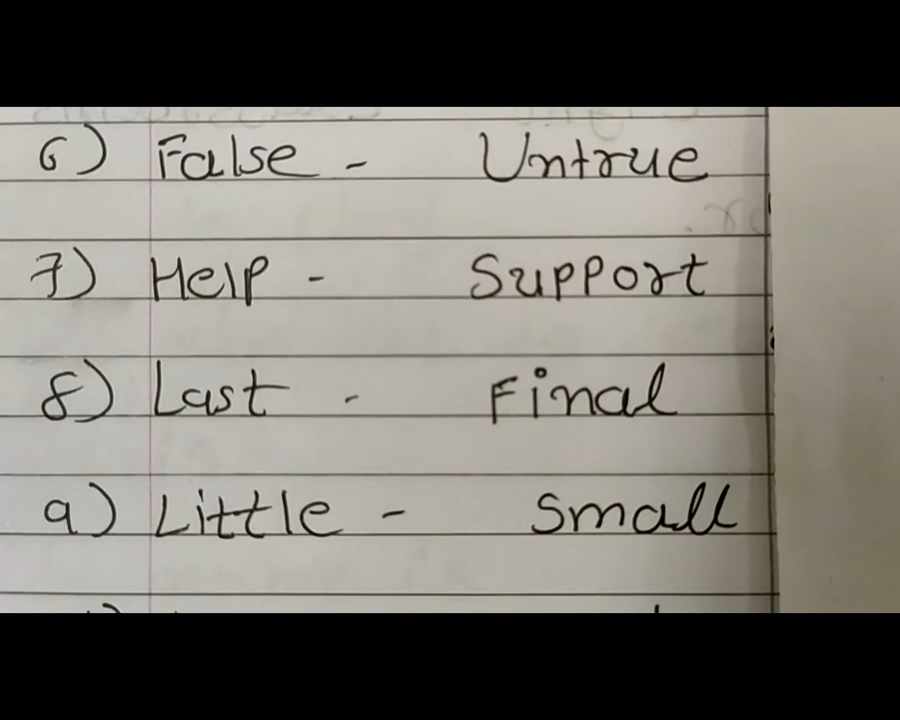 6) False - Untrue
7) Help - Support
8) Last - Final
9) Little - Small